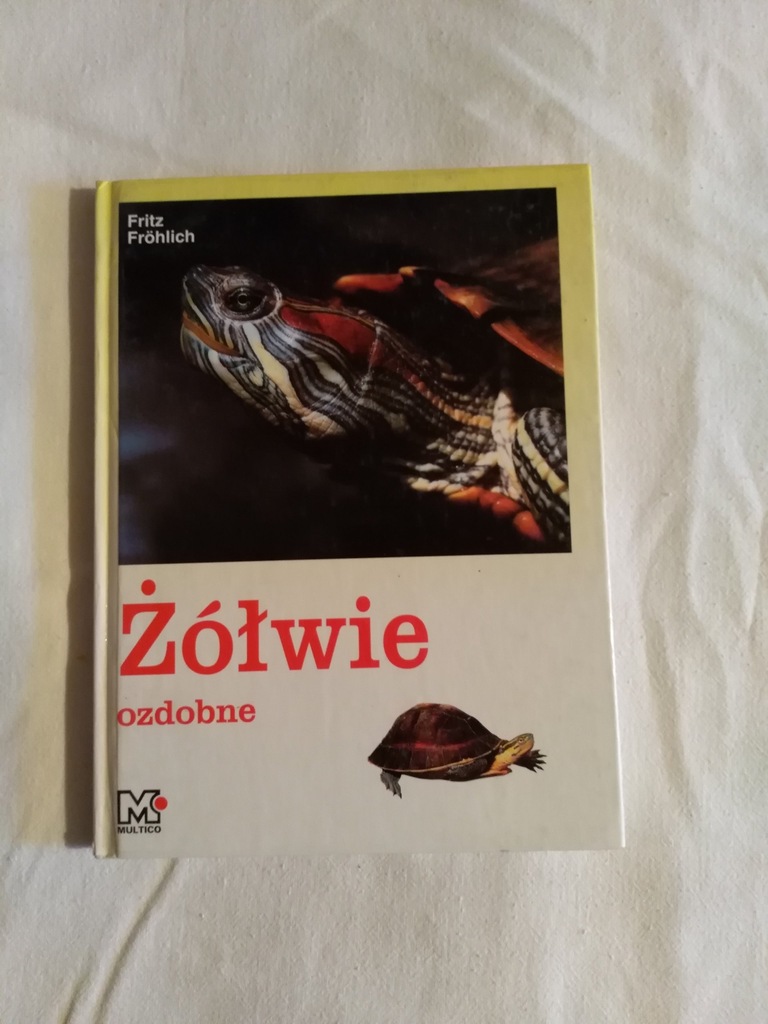 Fritz
Fröhlich
Żółwie
ozdobne
M
MULTICO